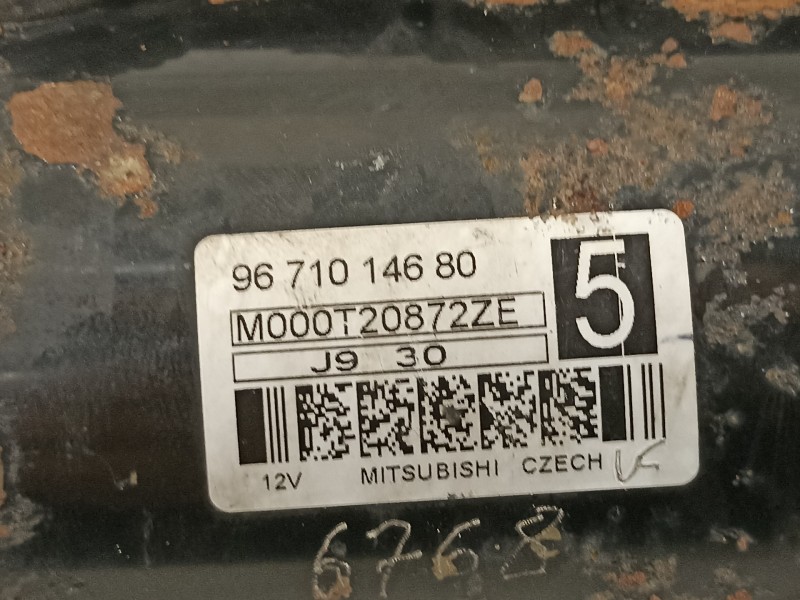 96 710 146 80
5
M000T20872ZE
J9 30
12V MITSUBISHI CZECH
6768